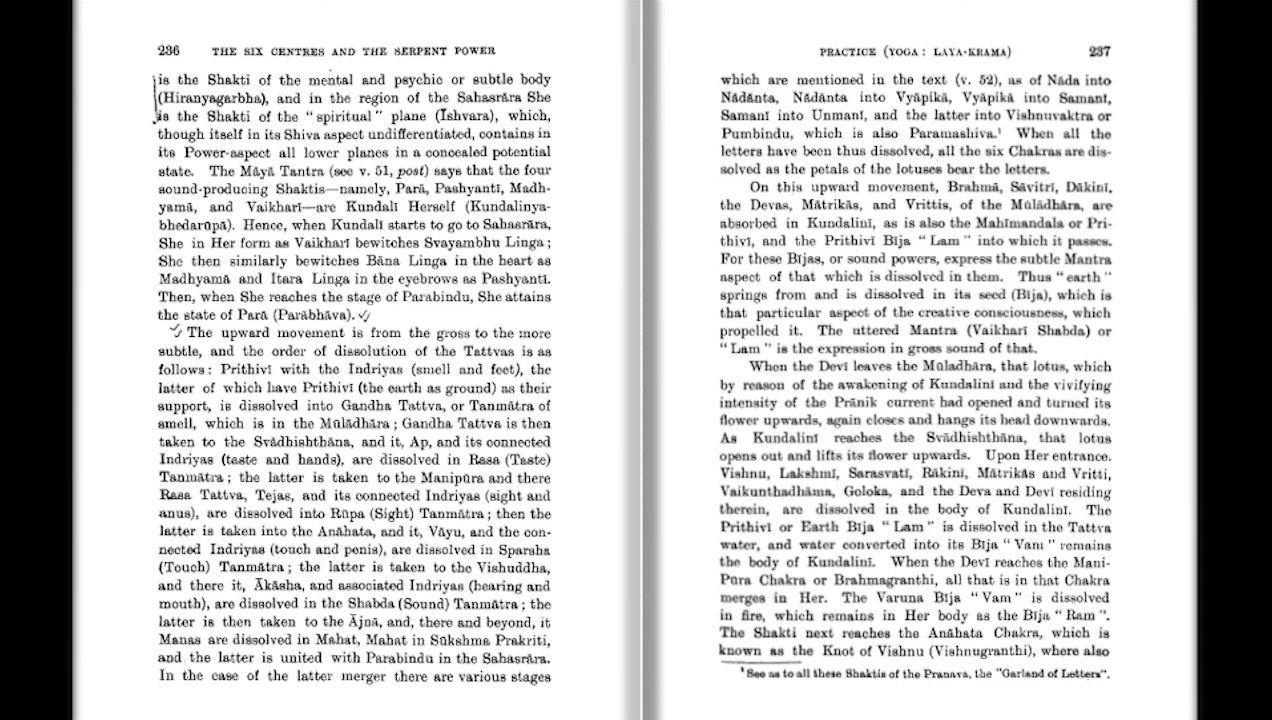 236 THE SIX CENTRES AND THE SERPENT POWER
is the Shakti of the mental and psychic or subtle body
(Hiranyagarbha), and in the region of the Sahasrāra She
is the Shakti of the “ spiritual ” plane (Īshvara), which,
though itself in its Shiva aspect undifferentiated, contains in
its Power-aspect all lower planes in a concealed potential
state. The Māyā Tantra (see v. 51, post) says that the four
sound-producing Shaktis—namely, Parā, Pashyantī, Madh-
yamā, and Vaikharī—are Kundalī Herself (Kundalinya-
bhedarūpā). Hence, when Kundalī starts to go to Sahasrāra,
She in Her form as Vaikharī bewitches Svayambhu Linga ;
She then similarly bewitches Bāna Linga in the heart as
Madhyamā and Itara Linga in the eyebrows as Pashyantī.
Then, when She reaches the stage of Parabindu, She attains
the state of Parā (Parābhāva).
The upward movement is from the gross to the more
subtle, and the order of dissolution of the Tattvas is as
follows : Prithivī with the Indriyas (smell and feet), the
latter of which have Prithivī (the earth as ground) as their
support, is dissolved into Gandha Tattva, or Tanmātra of
smell, which is in the Mūlādhāra ; Gandha Tattva is then
taken to the Svādhishthāna, and it, Ap, and its connected
Indriyas (taste and hands), are dissolved in Rasa (Taste)
Tanmātra ; the latter is taken to the Manipūra and there
Rasa Tattva, Tejas, and its connected Indriyas (sight and
anus), are dissolved into Rūpa (Sight) Tanmātra ; then the
latter is taken into the Anāhata, and it, Vāyu, and the con-
nected Indriyas (touch and penis), are dissolved in Sparsha
(Touch) Tanmātra ; the latter is taken to the Vishuddha,
and there it, Ākāsha, and associated Indriyas (hearing and
mouth), are dissolved in the Shabda (Sound) Tanmātra ; the
latter is then taken to the Ājnā, and, there and beyond, it
Manas are dissolved in Mahat, Mahat in Sūkshma Prakriti,
and the latter is united with Parabindu in the Sahasrāra.
In the case of the latter merger there are various stages
PRACTICE (YOGA : LAYA-KRAMA) 237
which are mentioned in the text (v. 52), as of Nāda into
Nādānta, Nādānta into Vyāpikā, Vyāpikā into Samanī,
Samanī into Unmanī, and the latter into Vishnuvaktra or
Pumbindu, which is also Paramashiva.¹ When all the
letters have been thus dissolved, all the six Chakras are dis-
solved as the petals of the lotuses bear the letters.
On this upward movement, Brahmā, Sāvitrī, Dākinī,
the Devas, Mātrikās, and Vrittis, of the Mūlādhāra, are
absorbed in Kundalinī, as is also the Mahīmandala or Pri-
thivī, and the Prithivī Bīja “ Lam ” into which it passes.
For these Bījas, or sound powers, express the subtle Mantra
aspect of that which is dissolved in them. Thus “ earth ”
springs from and is dissolved in its seed (Bīja), which is
that particular aspect of the creative consciousness, which
propelled it. The uttered Mantra (Vaikharī Shabda) or
“ Lam ” is the expression in gross sound of that.
When the Devī leaves the Mūladhāra, that lotus, which
by reason of the awakening of Kundalinī and the vivifying
intensity of the Prānik current had opened and turned its
flower upwards, again closes and hangs its head downwards.
As Kundalinī reaches the Svādhishthāna, that lotus
opens out and lifts its flower upwards. Upon Her entrance.
Vishnu, Lakshmī, Sarasvatī, Rākinī, Mātrikās and Vritti,
Vaikunthadhāma, Goloka, and the Deva and Devī residing
therein, are dissolved in the body of Kundalinī. The
Prithivī or Earth Bīja “ Lam ” is dissolved in the Tattva
water, and water converted into its Bīja “ Vam ” remains
the body of Kundalinī. When the Devī reaches the Mani-
Pūra Chakra or Brahmagranthi, all that is in that Chakra
merges in Her. The Varuna Bīja “ Vam ” is dissolved
in fire, which remains in Her body as the Bīja “ Ram ”.
The Shakti next reaches the Anāhata Chakra, which is
known as the Knot of Vishnu (Vishnugranthi), where also
¹ See as to all these Shaktis of the Pranava, the "Garland of Letters".